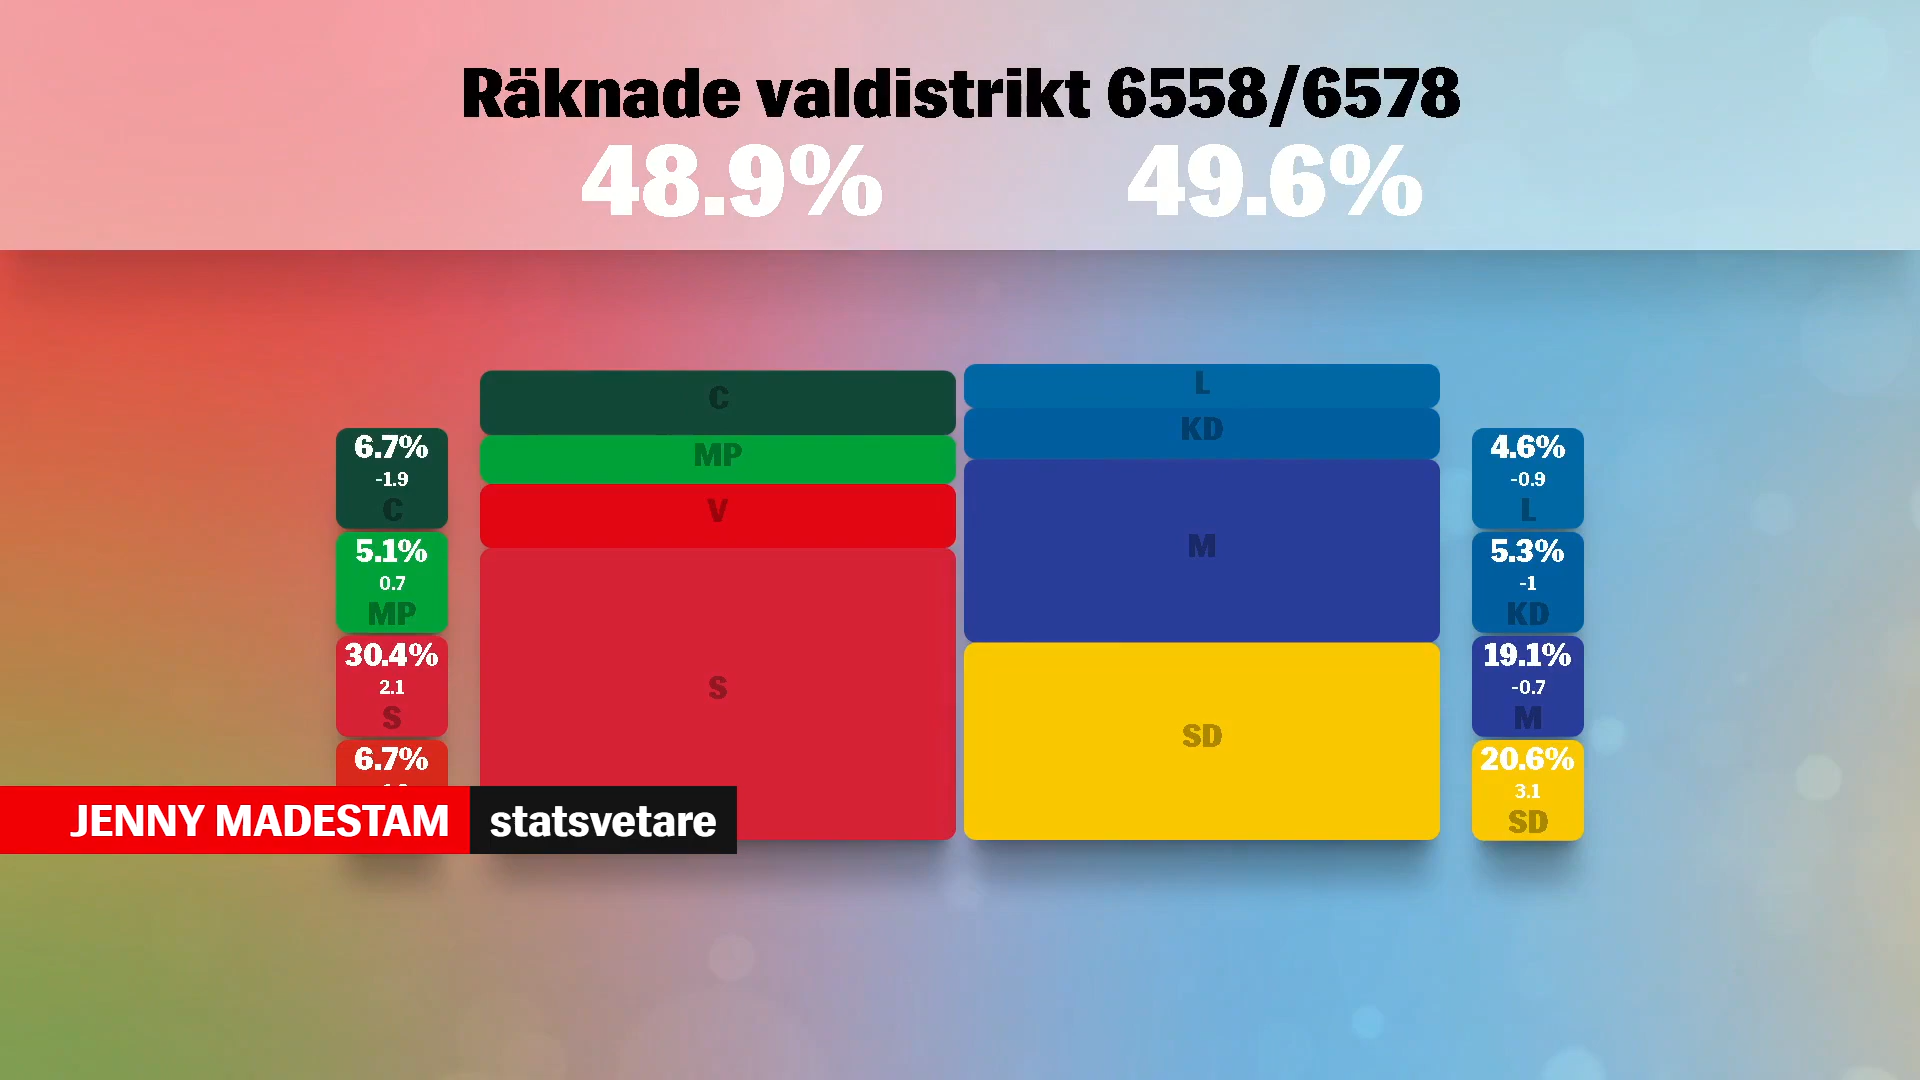 Räknade valdistrikt 6558/6578
48.9% 49.6%
C
MP
V
S
L
KD
M
SD
6.7%
-1.9
C
5.1%
0.7
MP
30.4%
2.1
S
6.7%
4.6%
-0.9
L
5.3%
-1
KD
19.1%
-0.7
M
20.6%
3.1
SD
JENNY MADESTAM statsvetare